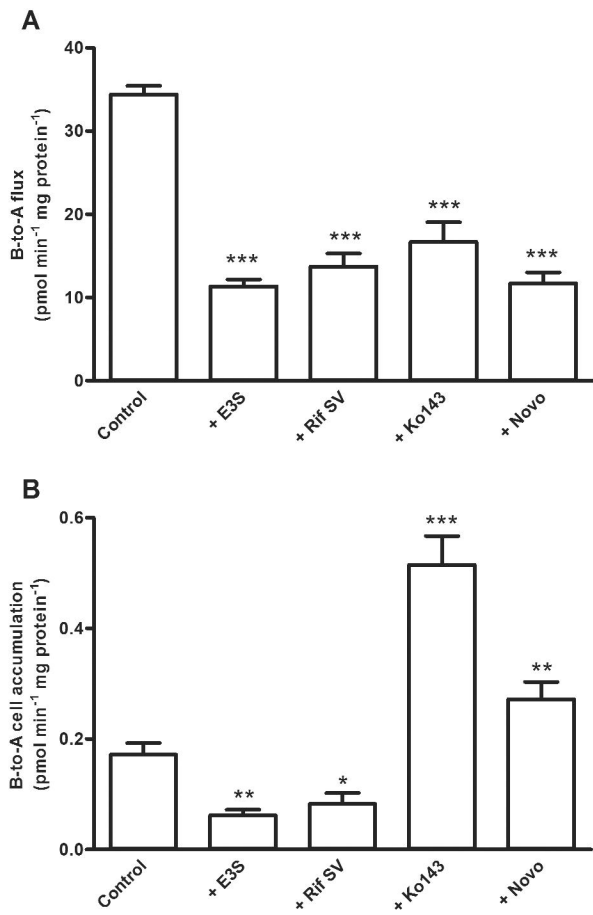 A
B-to-A flux
(pmol min⁻¹ mg protein⁻¹)
40
30
20
10
0
***
***
***
***
Control
+ E3S
+ Rif SV
+ Ko143
+ Novo
B
B-to-A cell accumulation
(pmol min⁻¹ mg protein⁻¹)
0.6
0.4
0.2
0.0
**
*
***
**
Control
+ E3S
+ Rif SV
+ Ko143
+ Novo